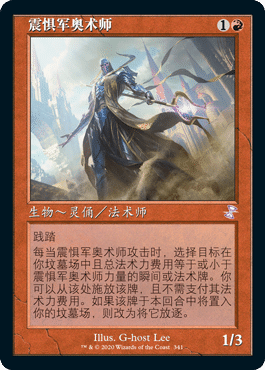 震惧军奥术师 1
生物～灵俑／法术师
践踏
每当震惧军奥术师攻击时，选择目标在
你坟墓场中且总法术力费用等于或小于
震惧军奥术师力量的瞬间或法术牌。你
可以从该处施放该牌，且不需支付其法
术力费用。如果该牌于本回合中将置入
你的坟墓场，则改为将它放逐。
Illus. G-host Lee
™ & © 2020 Wizards of the Coast 341
1/3